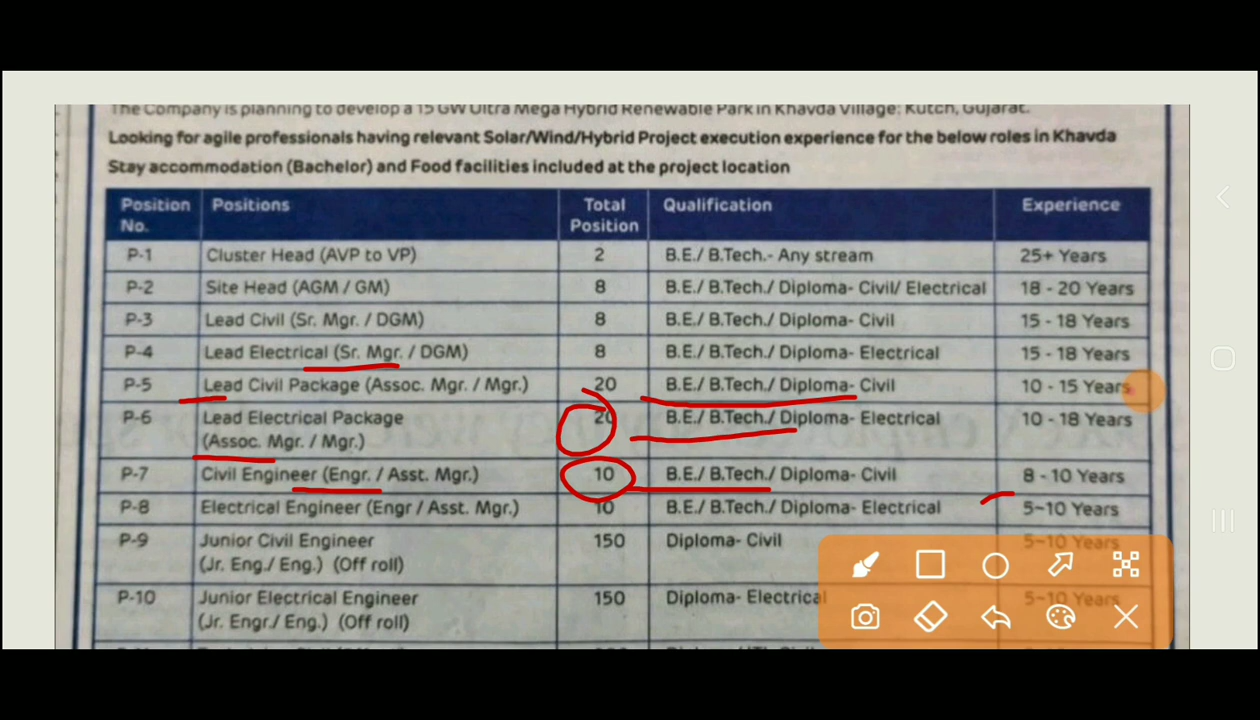 The Company is planning to develop a 15 GW Ultra Mega Hybrid Renewable Park in Khavda Village: Kutch, Gujarat.
Looking for agile professionals having relevant Solar/Wind/Hybrid Project execution experience for the below roles in Khavda
Stay accommodation (Bachelor) and Food facilities included at the project location
Position No. Positions Total Position Qualification Experience
P-1 Cluster Head (AVP to VP) 2 B.E./ B.Tech.- Any stream 25+ Years
P-2 Site Head (AGM / GM) 8 B.E./ B.Tech./ Diploma- Civil/ Electrical 18 - 20 Years
P-3 Lead Civil (Sr. Mgr. / DGM) 8 B.E./ B.Tech./ Diploma- Civil 15 - 18 Years
P-4 Lead Electrical (Sr. Mgr. / DGM) 8 B.E./ B.Tech./ Diploma- Electrical 15 - 18 Years
P-5 Lead Civil Package (Assoc. Mgr. / Mgr.) 20 B.E./ B.Tech./ Diploma- Civil 10 - 15 Years
P-6 Lead Electrical Package 20 B.E./ B.Tech./ Diploma- Electrical 10 - 18 Years
(Assoc. Mgr. / Mgr.)
P-7 Civil Engineer (Engr. / Asst. Mgr.) 10 B.E./ B.Tech./ Diploma- Civil 8 - 10 Years
P-8 Electrical Engineer (Engr / Asst. Mgr.) 10 B.E./ B.Tech./ Diploma- Electrical 5-10 Years
P-9 Junior Civil Engineer 150 Diploma- Civil 5-10 Years
(Jr. Eng./ Eng.) (Off roll)
P-10 Junior Electrical Engineer 150 Diploma- Electrical 5-10 Years
(Jr. Engr./ Eng.) (Off roll)